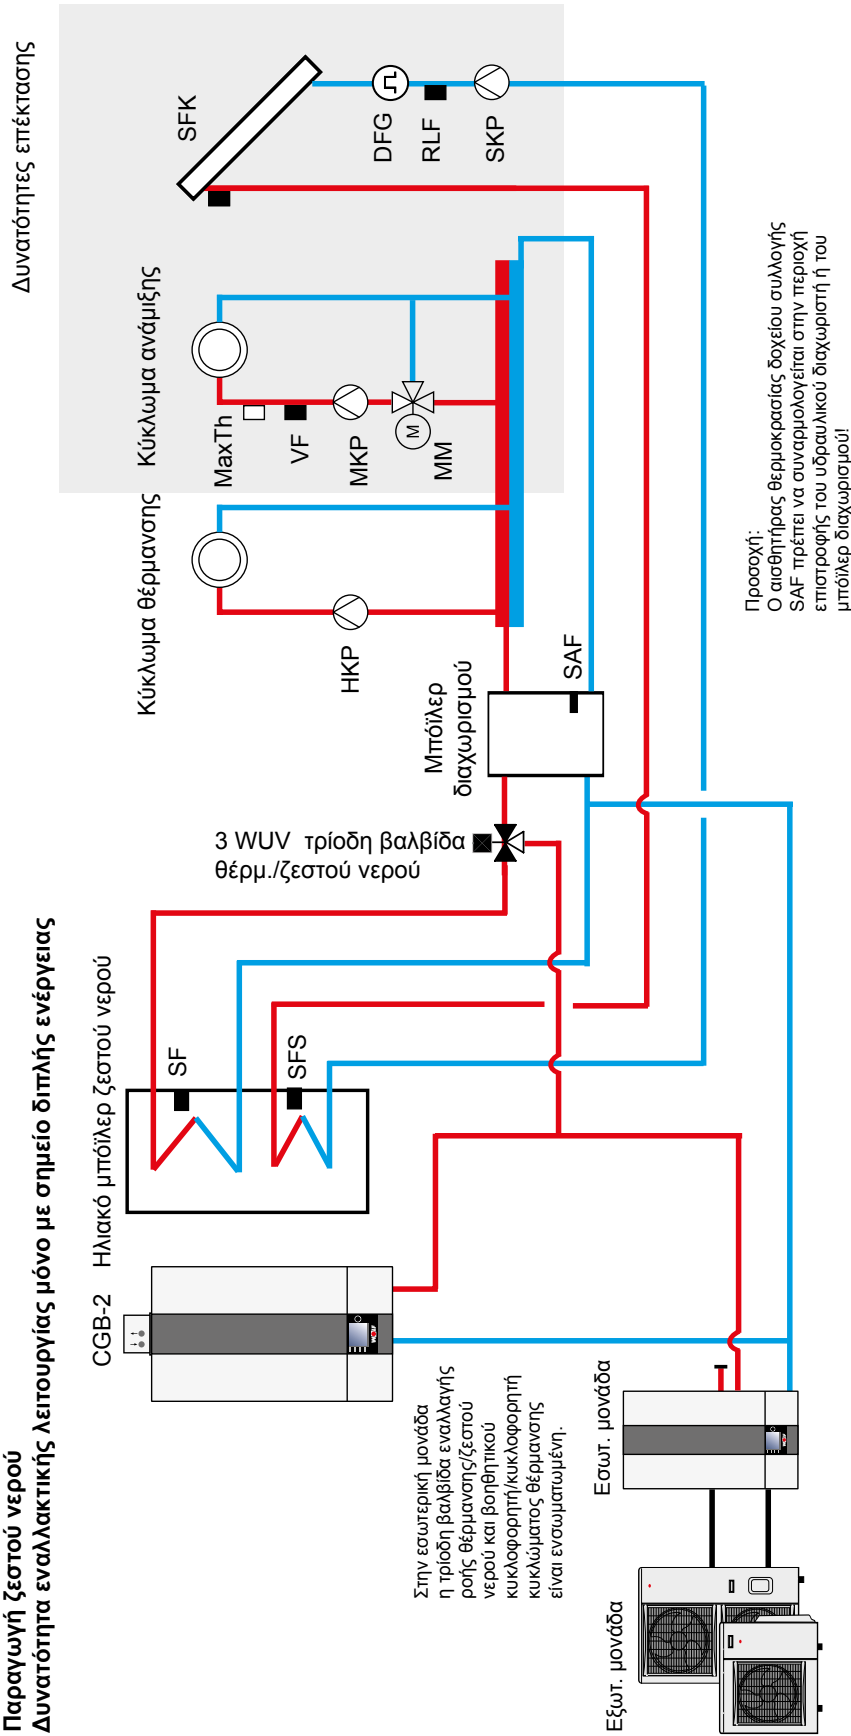 Παραγωγή ζεστού νερού
Δυνατότητα εναλλακτικής λειτουργίας μόνο με σημείο διπλής ενέργειας
Δυνατότητες επέκτασης
CGB-2
Ηλιακό μπόιλερ ζεστού νερού
SF
SFS
3 WUV τρίοδη βαλβίδα
θέρμ./ζεστού νερού
Κύκλωμα θέρμανσης
Κύκλωμα ανάμιξης
HKP
MaxTh
VF
MKP
M
MM
SFK
DFG
RLF
SKP
Μπόϊλερ
διαχωρισμού
SAF
Στην εσωτερική μονάδα
η τρίοδη βαλβίδα εναλλαγής
ροής θέρμανσης/ζεστού
νερού και βοηθητικού
κυκλοφορητή/κυκλοφορητή
κυκλώματος θέρμανσης
είναι ενσωματωμένη.
Εξωτ. μονάδα
Εσωτ. μονάδα
Προσοχή:
Ο αισθητήρας θερμοκρασίας δοχείου συλλογής
SAF πρέπει να συναρμολογείται στην περιοχή
επιστροφής του υδραυλικού διαχωριστή ή του
μπόϊλερ διαχωρισμού!
WOLF